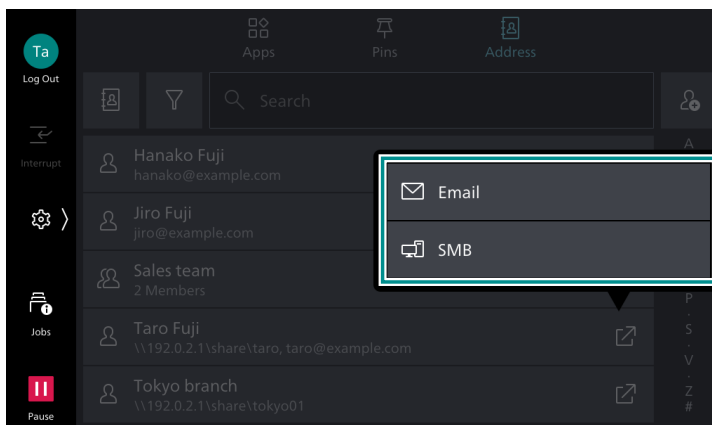 Ta
Log Out
Interrupt
Jobs
Pause
Apps
Pins
Address
Search
Hanako Fuji
hanako@example.com
Jiro Fuji
jiro@example.com
Sales team
2 Members
Taro Fuji
\\192.0.2.1\share\taro, taro@example.com
Tokyo branch
\\192.0.2.1\share\tokyo01
Email
SMB
A
P
S
V
Z
#